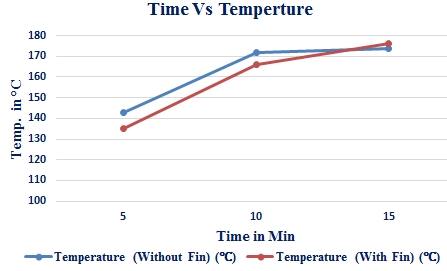 Time Vs Temperture
180
170
160
150
140
130
120
110
100
Temp. in °C
5 10 15
Time in Min
Temperature (Without Fin) (℃) Temperature (With Fin) (℃)